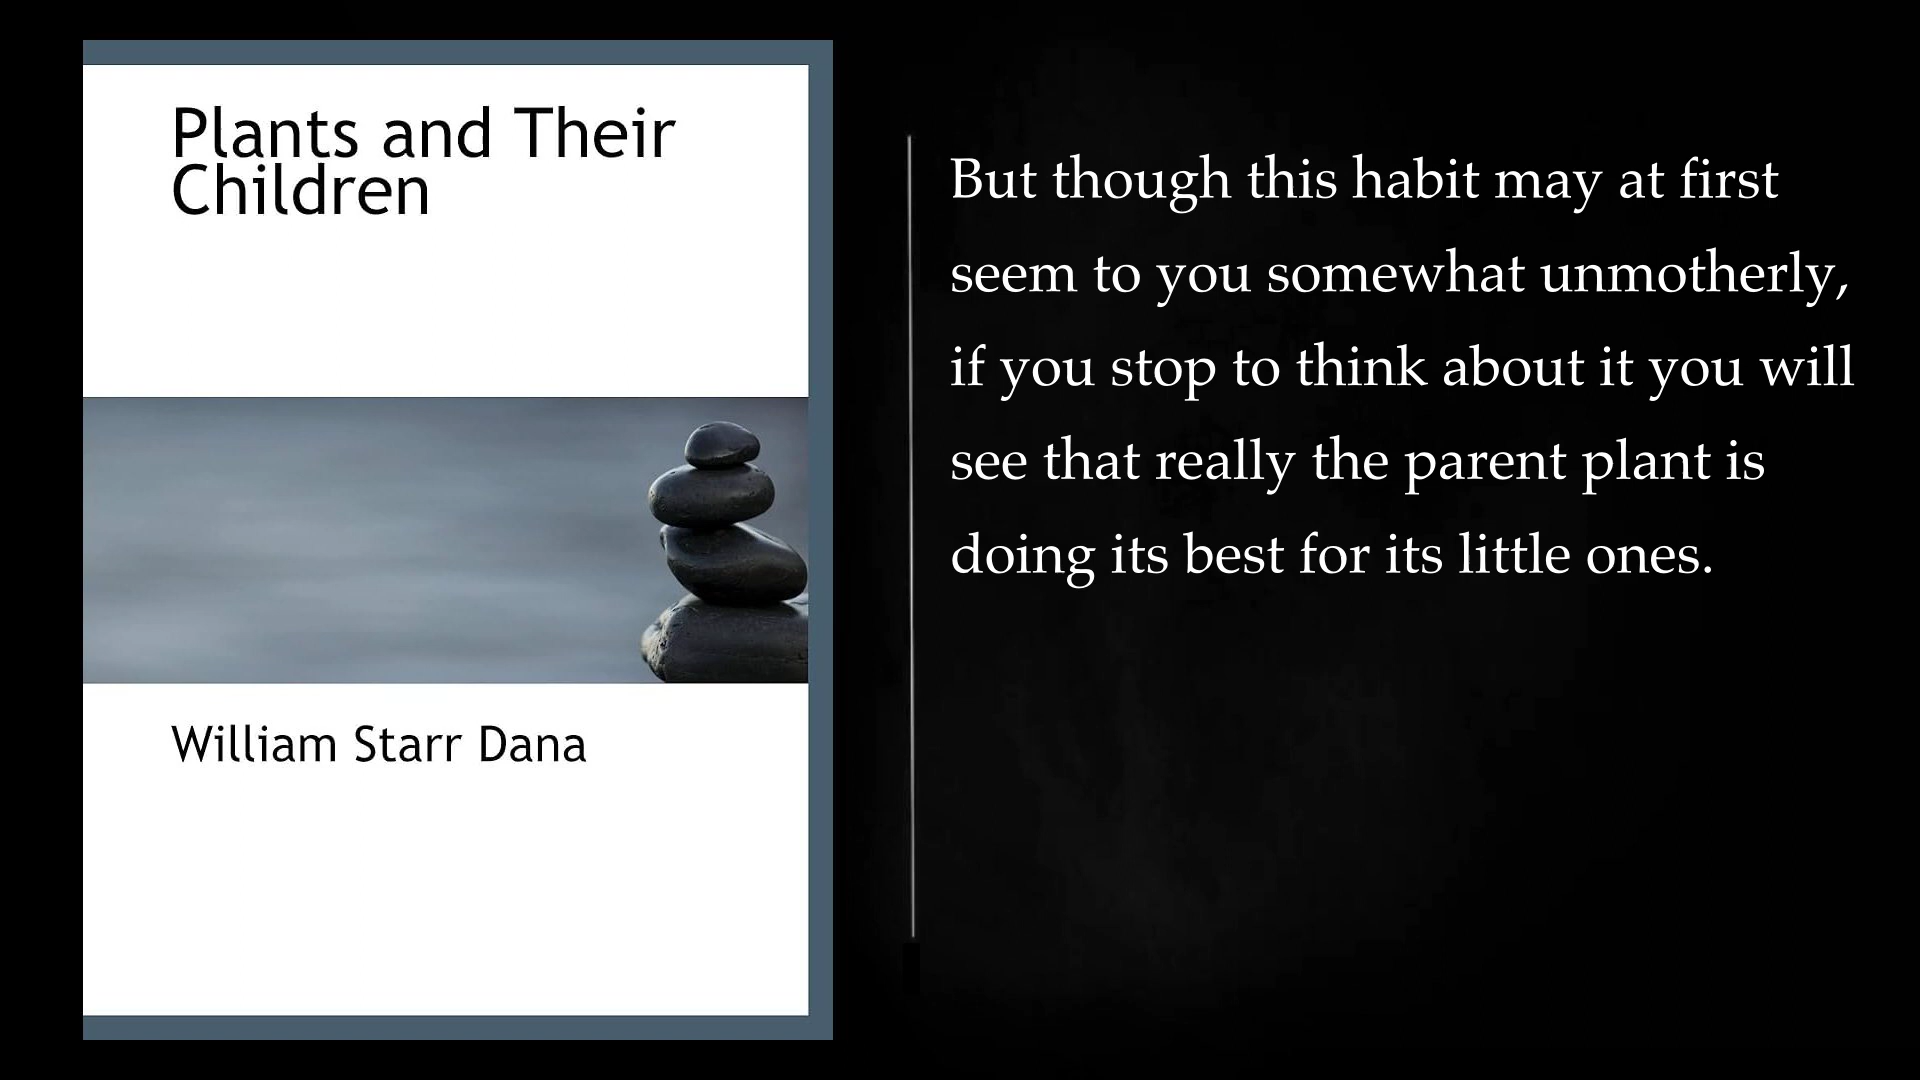 Plants and Their
Children
William Starr Dana
But though this habit may at first
seem to you somewhat unmotherly,
if you stop to think about it you will
see that really the parent plant is
doing its best for its little ones.